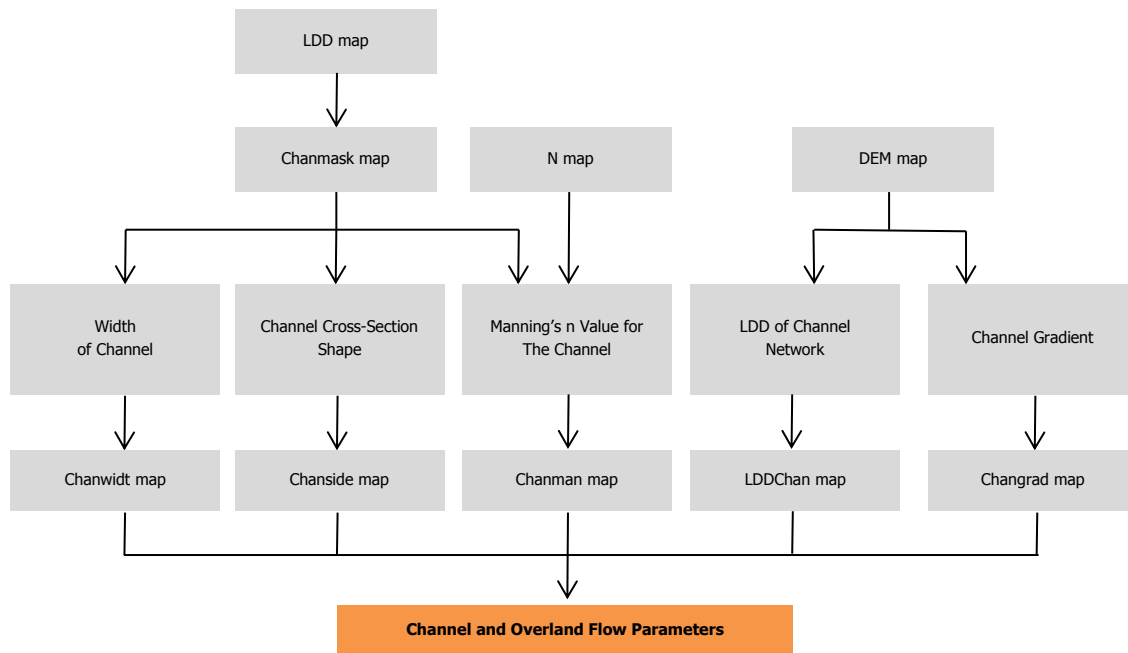 LDD map
Chanmask map
N map
DEM map
Width
of Channel
Channel Cross-Section
Shape
Manning’s n Value for
The Channel
LDD of Channel
Network
Channel Gradient
Chanwidt map
Chanside map
Chanman map
LDDChan map
Changrad map
Channel and Overland Flow Parameters